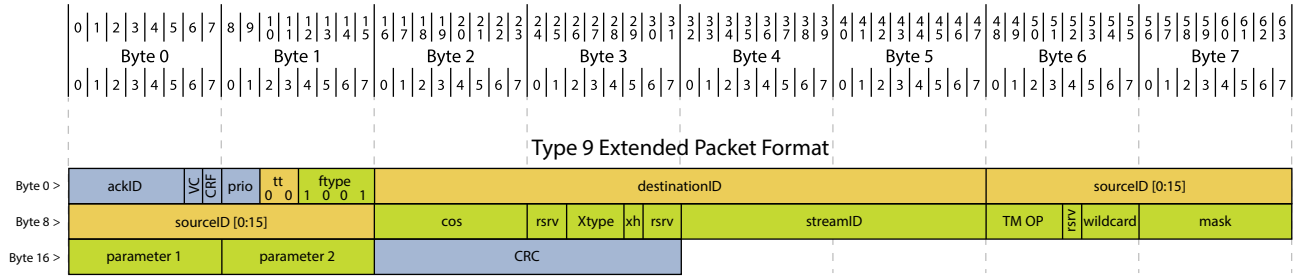 0 1 2 3 4 5 6 7 8 9 10 11 12 13 14 15 16 17 18 19 20 21 22 23 24 25 26 27 28 29 30 31 32 33 34 35 36 37 38 39 40 41 42 43 44 45 46 47 48 49 50 51 52 53 54 55 56 57 58 59 60 61 62 63
Byte 0 Byte 1 Byte 2 Byte 3 Byte 4 Byte 5 Byte 6 Byte 7
0 1 2 3 4 5 6 7 0 1 2 3 4 5 6 7 0 1 2 3 4 5 6 7 0 1 2 3 4 5 6 7 0 1 2 3 4 5 6 7 0 1 2 3 4 5 6 7 0 1 2 3 4 5 6 7 0 1 2 3 4 5 6 7
Type 9 Extended Packet Format
Byte 0 > ackID VC CRF prio tt ftype destinationID sourceID [0:15]
0 0 1 0 0 1
Byte 8 > sourceID [0:15] cos rsrv Xtype xh rsrv streamID TM OP rsrv wildcard mask
Byte 16 > parameter 1 parameter 2 CRC